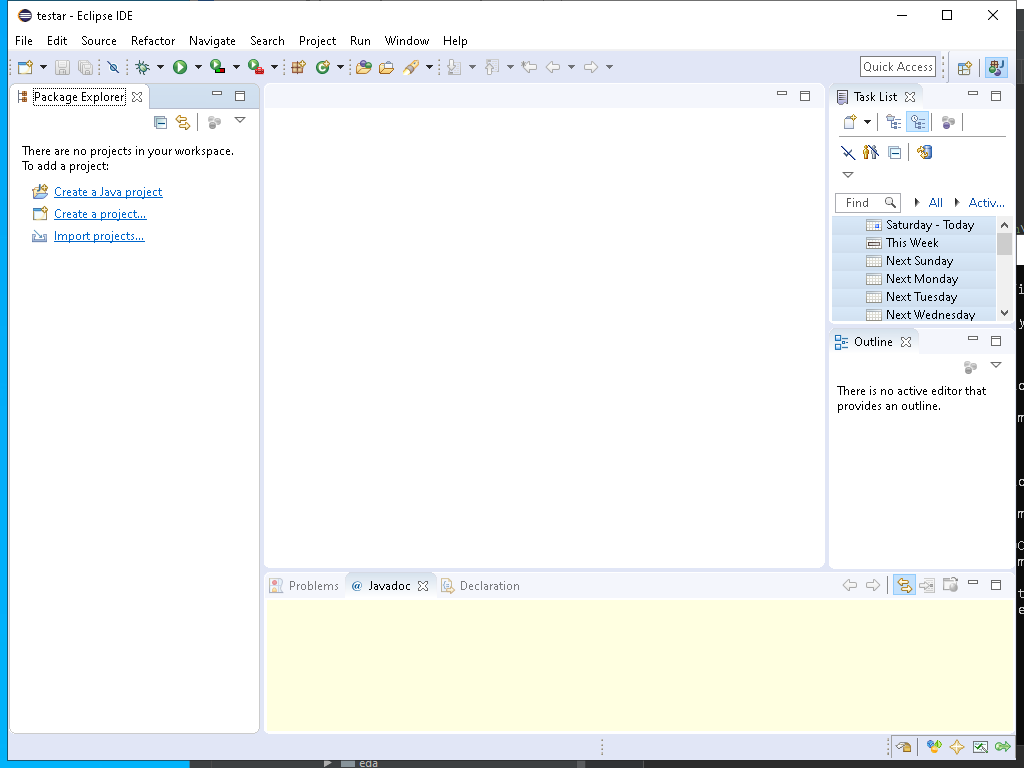 testar - Eclipse IDE
File Edit Source Refactor Navigate Search Project Run Window Help
Quick Access
Package Explorer
There are no projects in your workspace.
To add a project:
Create a Java project
Create a project...
Import projects...
Task List
Find All Activ...
Saturday - Today
This Week
Next Sunday
Next Monday
Next Tuesday
Next Wednesday
Outline
There is no active editor that
provides an outline.
Problems @ Javadoc Declaration
eda